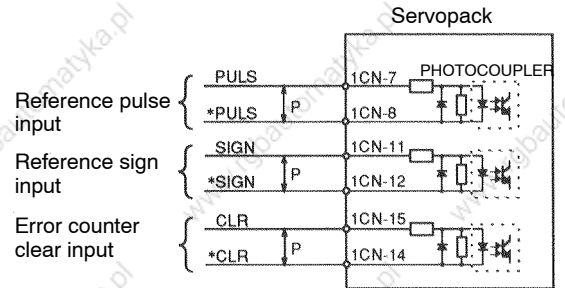 Servopack
PHOTOCOUPLER
Reference pulse
input
PULS
P
1CN-7
*PULS
1CN-8
Reference sign
input
SIGN
P
1CN-11
*SIGN
1CN-12
Error counter
clear input
CLR
P
1CN-15
*CLR
1CN-14